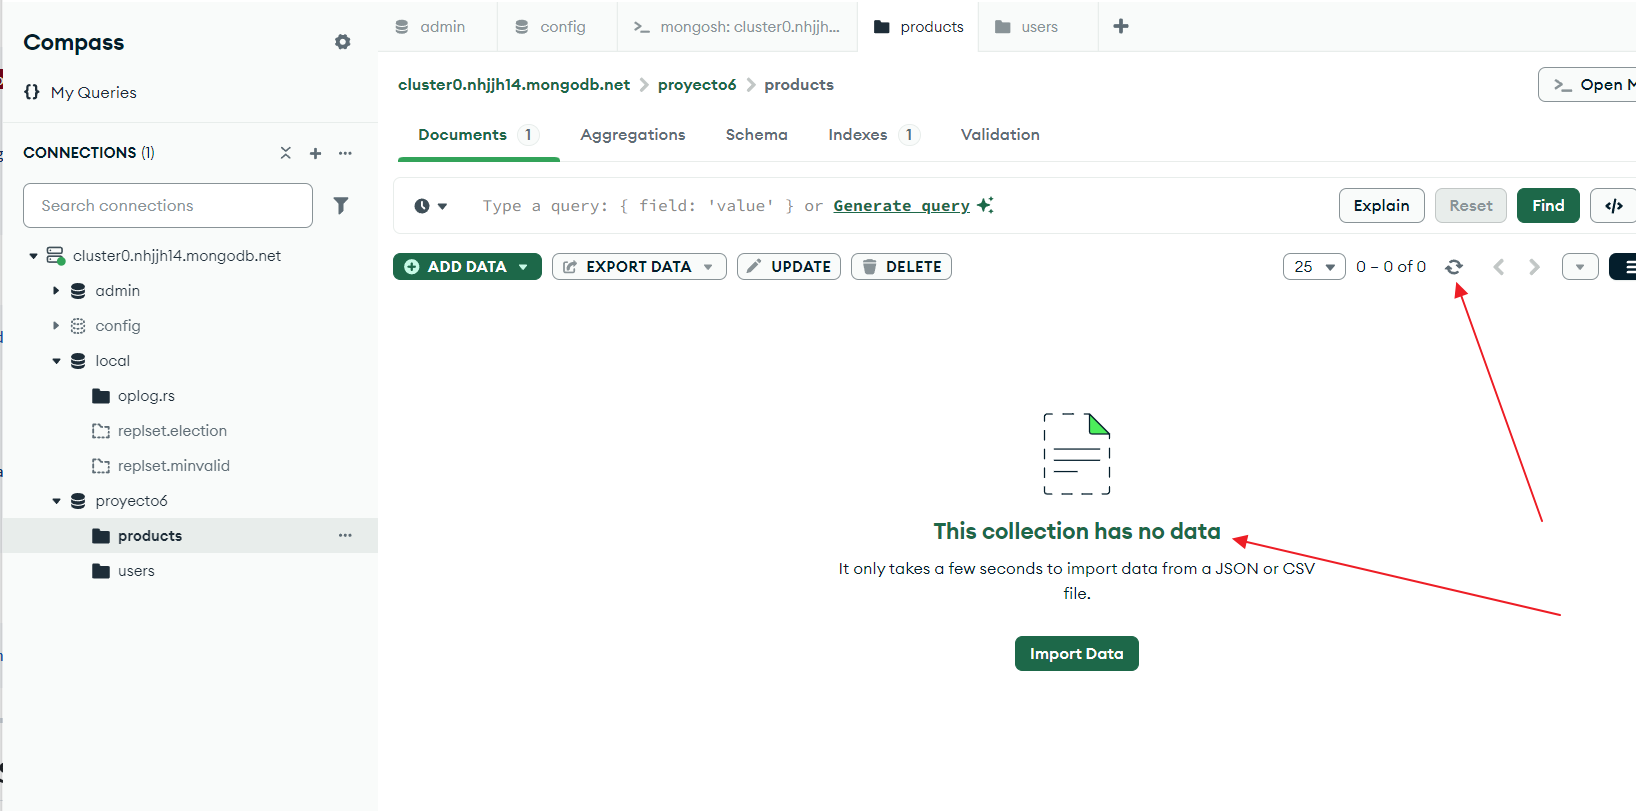 Compass
My Queries
CONNECTIONS (1)
Search connections
cluster0.nhjjh14.mongodb.net
admin
config
local
oplog.rs
replset.election
replset.minvalid
proyecto6
products
users
admin
config
mongosh: cluster0.nhjjh...
products
users
cluster0.nhjjh14.mongodb.net > proyecto6 > products
>_ Open M
Documents 1
Aggregations
Schema
Indexes 1
Validation
Type a query: { field: 'value' } or Generate query
Explain
Reset
Find
</>
ADD DATA
EXPORT DATA
UPDATE
DELETE
25
0 – 0 of 0
This collection has no data
It only takes a few seconds to import data from a JSON or CSV
file.
Import Data